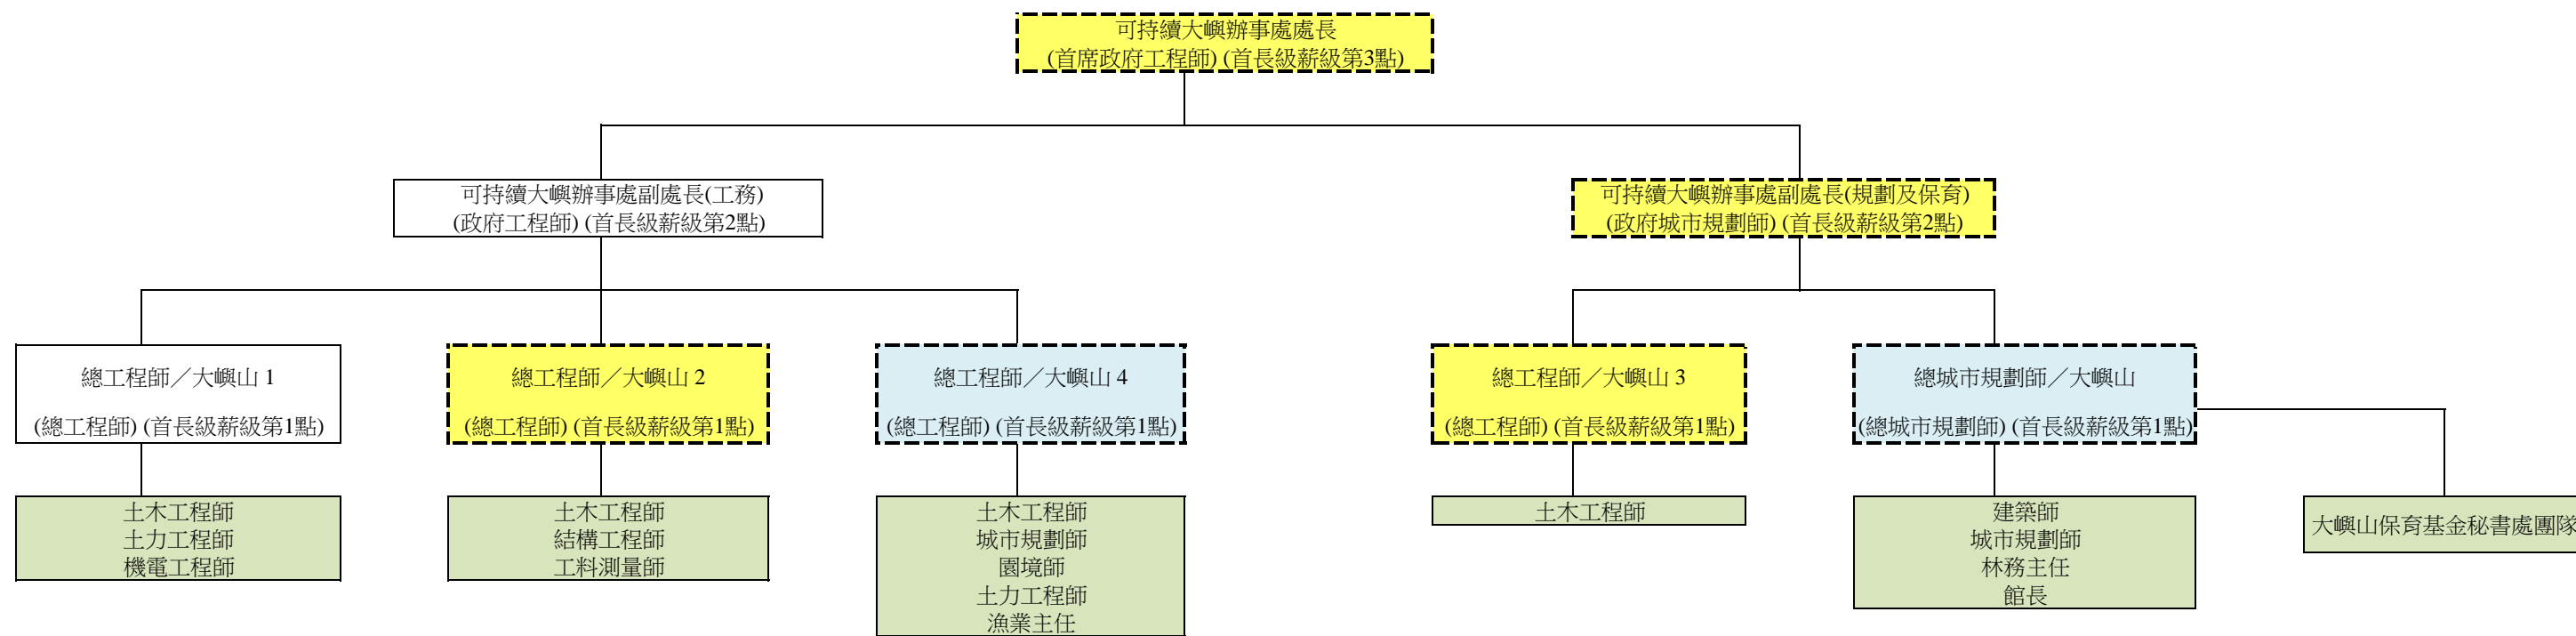 可持續大嶼辦事處處長
(首席政府工程師) (首長級薪級第3點)
可持續大嶼辦事處副處長(工務)
(政府工程師) (首長級薪級第2點)
可持續大嶼辦事處副處長(規劃及保育)
(政府城市規劃師) (首長級薪級第2點)
總工程師／大嶼山 1
(總工程師) (首長級薪級第1點)
總工程師／大嶼山 2
(總工程師) (首長級薪級第1點)
總工程師／大嶼山 4
(總工程師) (首長級薪級第1點)
總工程師／大嶼山 3
(總工程師) (首長級薪級第1點)
總城市規劃師／大嶼山
(總城市規劃師) (首長級薪級第1點)
土木工程師
土力工程師
機電工程師
土木工程師
結構工程師
工料測量師
土木工程師
城市規劃師
園境師
土力工程師
漁業主任
土木工程師
建築師
城市規劃師
林務主任
館長
大嶼山保育基金秘書處團隊